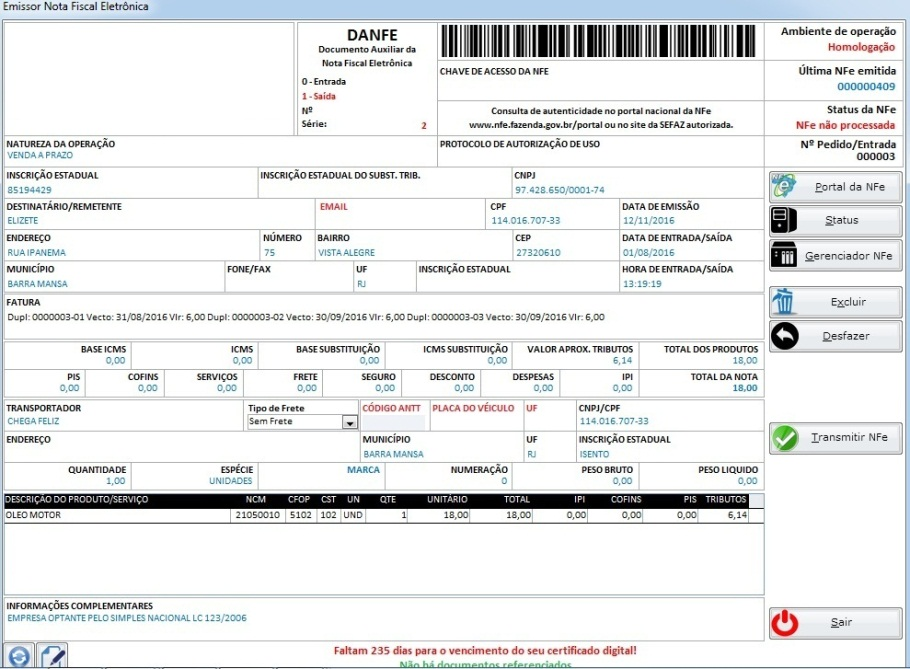 Emissor Nota Fiscal Eletrônica
DANFE
Documento Auxiliar da
Nota Fiscal Eletrônica
0 - Entrada
1 - Saída
Nº
Série: 2
CHAVE DE ACESSO DA NFE
Consulta de autenticidade no portal nacional da NFe
www.nfe.fazenda.gov.br/portal ou no site da SEFAZ autorizada.
Ambiente de operação
Homologação
Última NFe emitida
000000409
Status da NFe
NFe não processada
Nº Pedido/Entrada
000003
NATUREZA DA OPERAÇÃO
VENDA A PRAZO
PROTOCOLO DE AUTORIZAÇÃO DE USO
INSCRIÇÃO ESTADUAL INSCRIÇÃO ESTADUAL DO SUBST. TRIB. CNPJ
85194429 97.428.650/0001-74
DESTINATÁRIO/REMETENTE EMAIL CPF DATA DE EMISSÃO
ELIZETE 114.016.707-33 12/11/2016
ENDEREÇO NÚMERO BAIRRO CEP DATA DE ENTRADA/SAÍDA
RUA IPANEMA 75 VISTA ALEGRE 27320610 01/08/2016
MUNICÍPIO FONE/FAX UF INSCRIÇÃO ESTADUAL HORA DE ENTRADA/SAÍDA
BARRA MANSA RJ 13:19:19
FATURA
Dupl: 0000003-01 Vecto: 31/08/2016 Vlr: 6,00 Dupl: 0000003-02 Vecto: 30/09/2016 Vlr: 6,00 Dupl: 0000003-03 Vecto: 30/09/2016 Vlr: 6,00
BASE ICMS ICMS BASE SUBSTITUIÇÃO ICMS SUBSTITUIÇÃO VALOR APROX. TRIBUTOS TOTAL DOS PRODUTOS
0,00 0,00 0,00 0,00 6,14 18,00
PIS COFINS SERVIÇOS FRETE SEGURO DESCONTO DESPESAS IPI TOTAL DA NOTA
0,00 0,00 0,00 0,00 0,00 0,00 0,00 0,00 18,00
TRANSPORTADOR Tipo de Frete CÓDIGO ANTT PLACA DO VÉICULO UF CNPJ/CPF
CHEGA FELIZ Sem Frete 114.016.707-33
ENDEREÇO MUNICÍPIO UF INSCRIÇÃO ESTADUAL
BARRA MANSA RJ ISENTO
QUANTIDADE ESPÉCIE MARCA NUMERAÇÃO PESO BRUTO PESO LIQUIDO
1,00 UNIDADES 0 0,00 0,00
DESCRIÇÃO DO PRODUTO/SERVIÇO NCM CFOP CST UN QTE UNITÁRIO TOTAL IPI COFINS PIS TRIBUTOS
OLEO MOTOR 21050010 5102 102 UND 1 18,00 18,00 0,00 0,00 0,00 6,14
INFORMAÇÕES COMPLEMENTARES
EMPRESA OPTANTE PELO SIMPLES NACIONAL LC 123/2006
Portal da NFe
Status
Gerenciador NFe
Excluir
Desfazer
Transmitir NFe
Sair
Faltam 235 dias para o vencimento do seu certificado digital!
Não há documentos referenciados